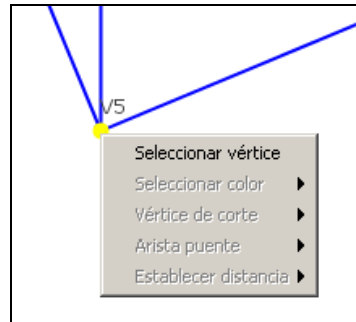 V5
Seleccionar vértice
Seleccionar color
Vértice de corte
Arista puente
Establecer distancia